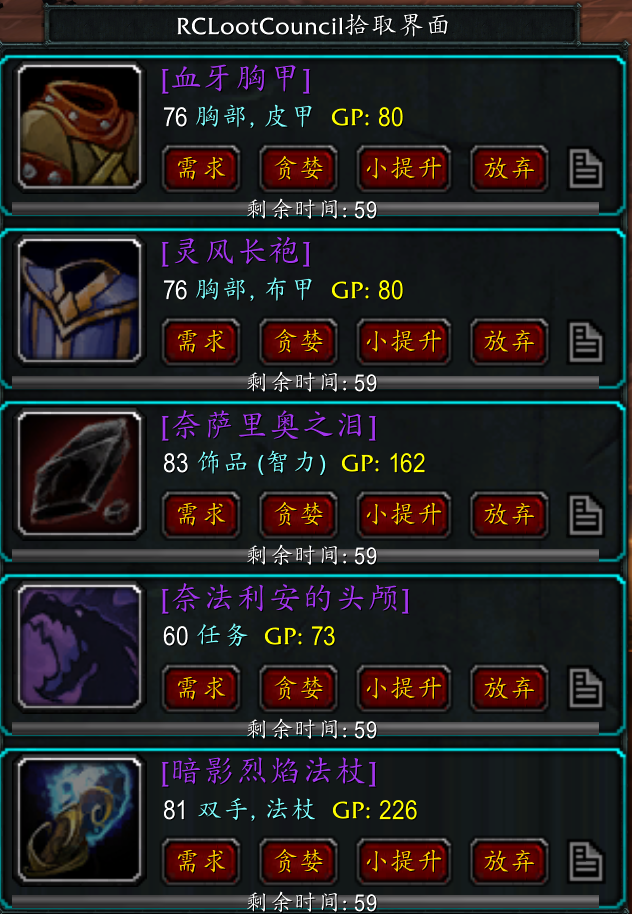 RCLootCouncil拾取界面
[血牙胸甲]
76 胸部, 皮甲 GP: 80
需求 贪婪 小提升 放弃
剩余时间: 59
[灵风长袍]
76 胸部, 布甲 GP: 80
需求 贪婪 小提升 放弃
剩余时间: 59
[奈萨里奥之泪]
83 饰品 (智力) GP: 162
需求 贪婪 小提升 放弃
剩余时间: 59
[奈法利安的头颅]
60 任务 GP: 73
需求 贪婪 小提升 放弃
剩余时间: 59
[暗影烈焰法杖]
81 双手, 法杖 GP: 226
需求 贪婪 小提升 放弃
剩余时间: 59